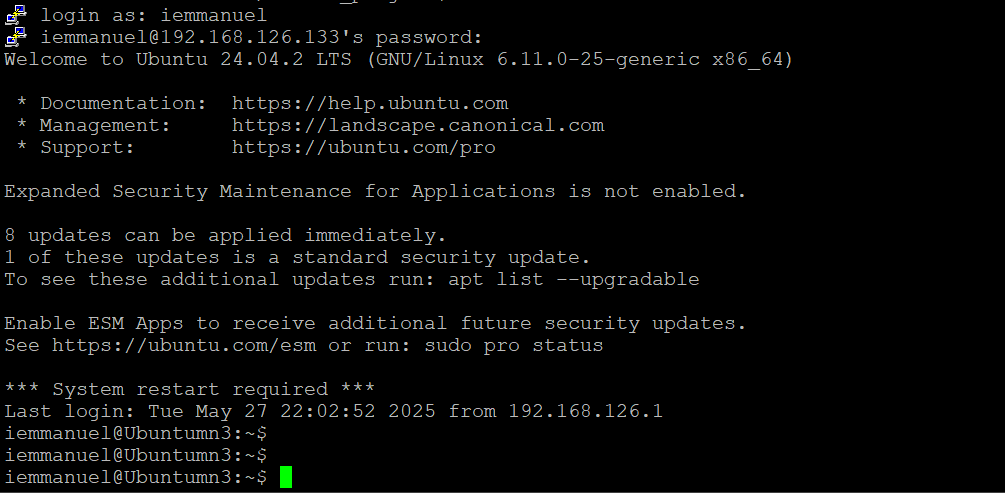 login as: iemmanuel
iemmanuel@192.168.126.133's password:
Welcome to Ubuntu 24.04.2 LTS (GNU/Linux 6.11.0-25-generic x86_64)
* Documentation:  https://help.ubuntu.com
* Management:     https://landscape.canonical.com
* Support:        https://ubuntu.com/pro
Expanded Security Maintenance for Applications is not enabled.
8 updates can be applied immediately.
1 of these updates is a standard security update.
To see these additional updates run: apt list --upgradable
Enable ESM Apps to receive additional future security updates.
See https://ubuntu.com/esm or run: sudo pro status
*** System restart required ***
Last login: Tue May 27 22:02:52 2025 from 192.168.126.1
iemmanuel@Ubuntumn3:~$
iemmanuel@Ubuntumn3:~$
iemmanuel@Ubuntumn3:~$